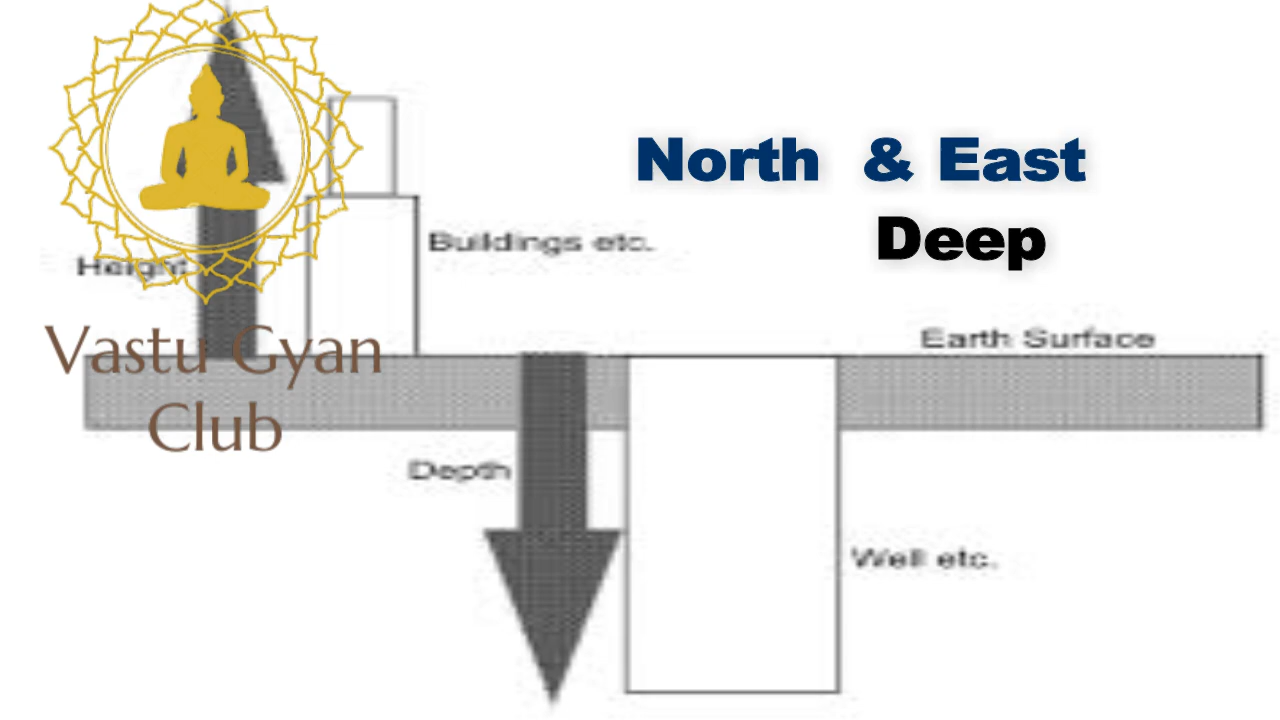 North & East
Deep
Buildings etc.
Height
Earth Surface
Vastu Gyan
Club
Depth
Well etc.